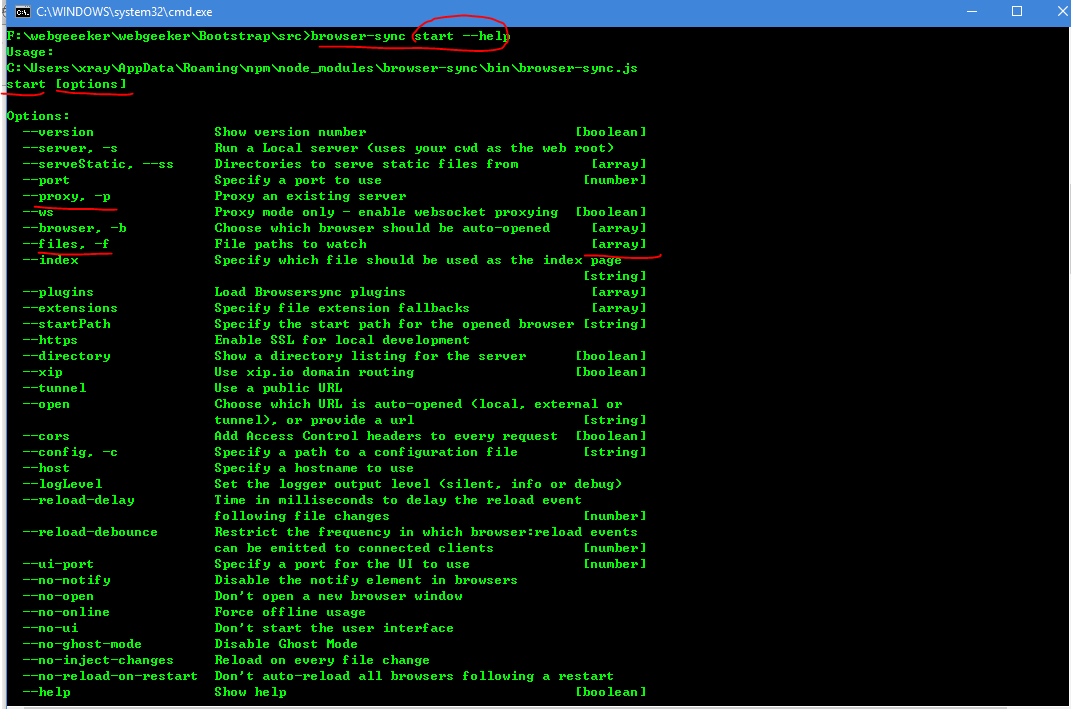 C:\WINDOWS\system32\cmd.exe
F:\webgeeeker\webgeeker\Bootstrap\src>browser-sync start --help
Usage:
C:\Users\xray\AppData\Roaming\npm\node_modules\browser-sync\bin\browser-sync.js
start [options]
Options:
--version Show version number [boolean]
--server, -s Run a Local server (uses your cwd as the web root)
--serveStatic, --ss Directories to serve static files from [array]
--port Specify a port to use [number]
--proxy, -p Proxy an existing server
--ws Proxy mode only - enable websocket proxying [boolean]
--browser, -b Choose which browser should be auto-opened [array]
--files, -f File paths to watch [array]
--index Specify which file should be used as the index page
[string]
--plugins Load Browsersync plugins [array]
--extensions Specify file extension fallbacks [array]
--startPath Specify the start path for the opened browser [string]
--https Enable SSL for local development
--directory Show a directory listing for the server [boolean]
--xip Use xip.io domain routing [boolean]
--tunnel Use a public URL
--open Choose which URL is auto-opened (local, external or
tunnel), or provide a url [string]
--cors Add Access Control headers to every request [boolean]
--config, -c Specify a path to a configuration file [string]
--host Specify a hostname to use
--logLevel Set the logger output level (silent, info or debug)
--reload-delay Time in milliseconds to delay the reload event
following file changes [number]
--reload-debounce Restrict the frequency in which browser:reload events
can be emitted to connected clients [number]
--ui-port Specify a port for the UI to use [number]
--no-notify Disable the notify element in browsers
--no-open Don't open a new browser window
--no-online Force offline usage
--no-ui Don't start the user interface
--no-ghost-mode Disable Ghost Mode
--no-inject-changes Reload on every file change
--no-reload-on-restart Don't auto-reload all browsers following a restart
--help Show help [boolean]